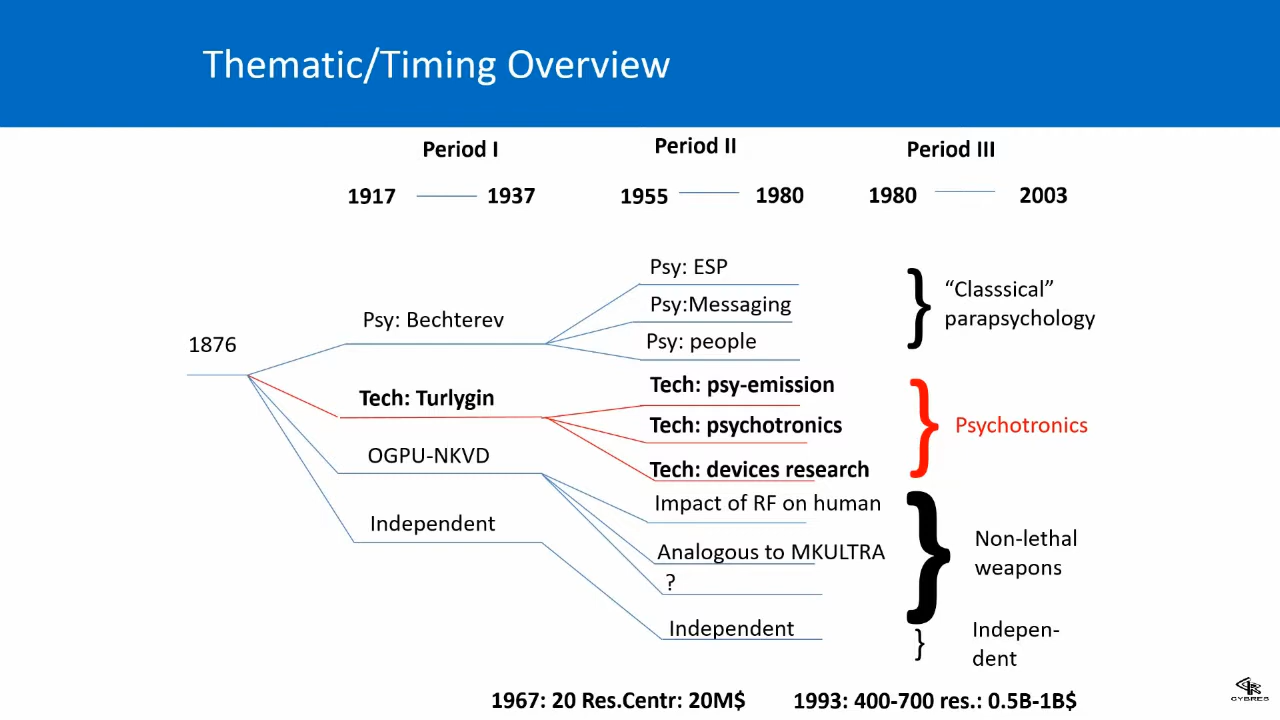 Thematic/Timing Overview
Period I
Period II
Period III
1917
1937
1955
1980
1980
2003
1876
Psy: Bechterev
Tech: Turlygin
OGPU-NKVD
Independent
Psy: ESP
Psy:Messaging
Psy: people
Tech: psy-emission
Tech: psychotronics
Tech: devices research
Impact of RF on human
Analogous to MKULTRA
?
Independent
“Classsical”
parapsychology
Psychotronics
Non-lethal
weapons
Indepen-
dent
1967: 20 Res.Centr: 20M$
1993: 400-700 res.: 0.5B-1B$
CYBRES